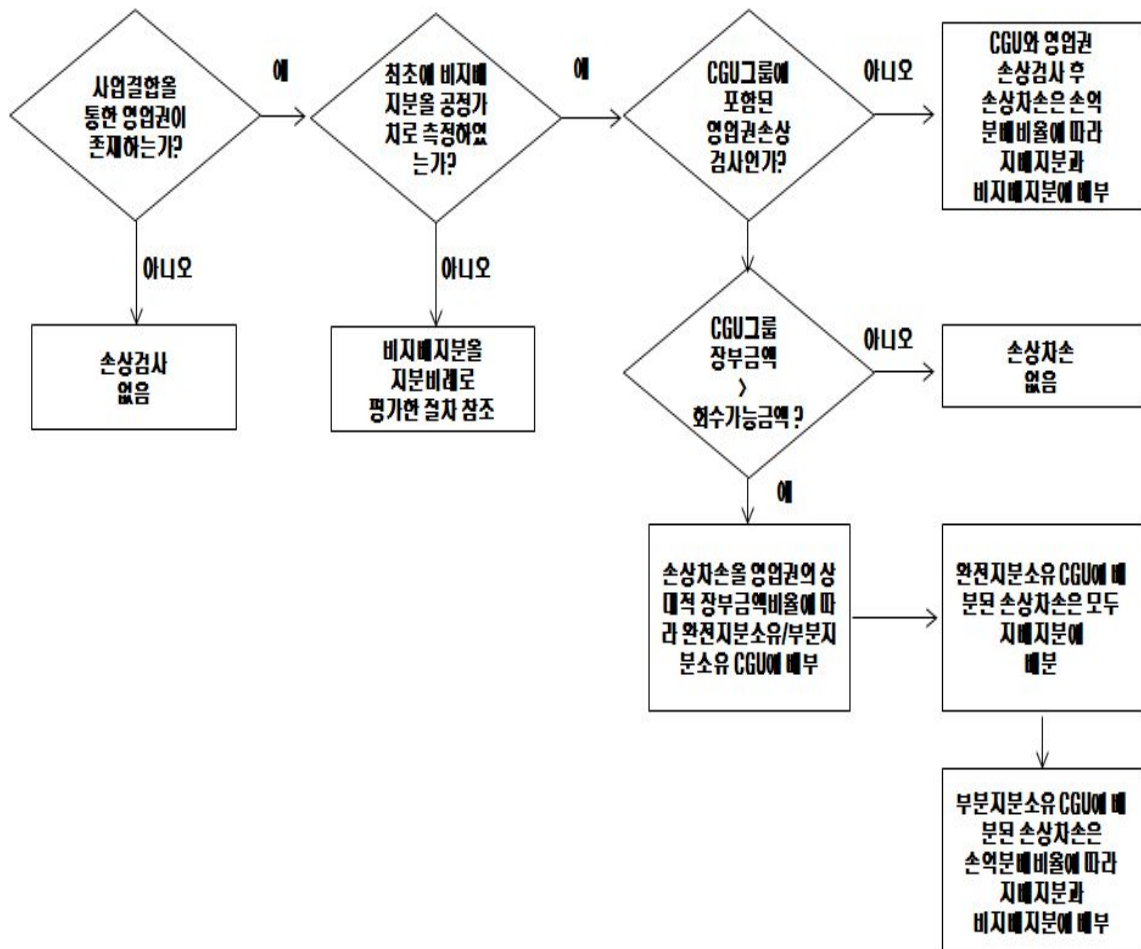 사업결합을
통한 영업권이
존재하는가?
예
최초에 비지배
지분을 공정가
치로 측정하였
는가?
예
CGU그룹에
포함된
영업권손상
검사인가?
아니오
CGU와 영업권
손상검사 후
손상차손은 손익
분배비율에 따라
지배지분과
비지배지분에 배부
아니오
손상검사
없음
아니오
비지배지분을
지분비례로
평가한 절차 참조
CGU그룹
장부금액
>
회수가능금액 ?
아니오
손상차손
없음
예
손상차손을 영업권의 상
대적 장부금액비율에 따
라 완전지분소유/부분지
분소유 CGU에 배부
완전지분소유 CGU에 배
분된 손상차손은 모두
지배지분에
배분
부분지분소유 CGU에 배
분된 손상차손은
손익분배비율에 따라
지배지분과
비지배지분에 배부